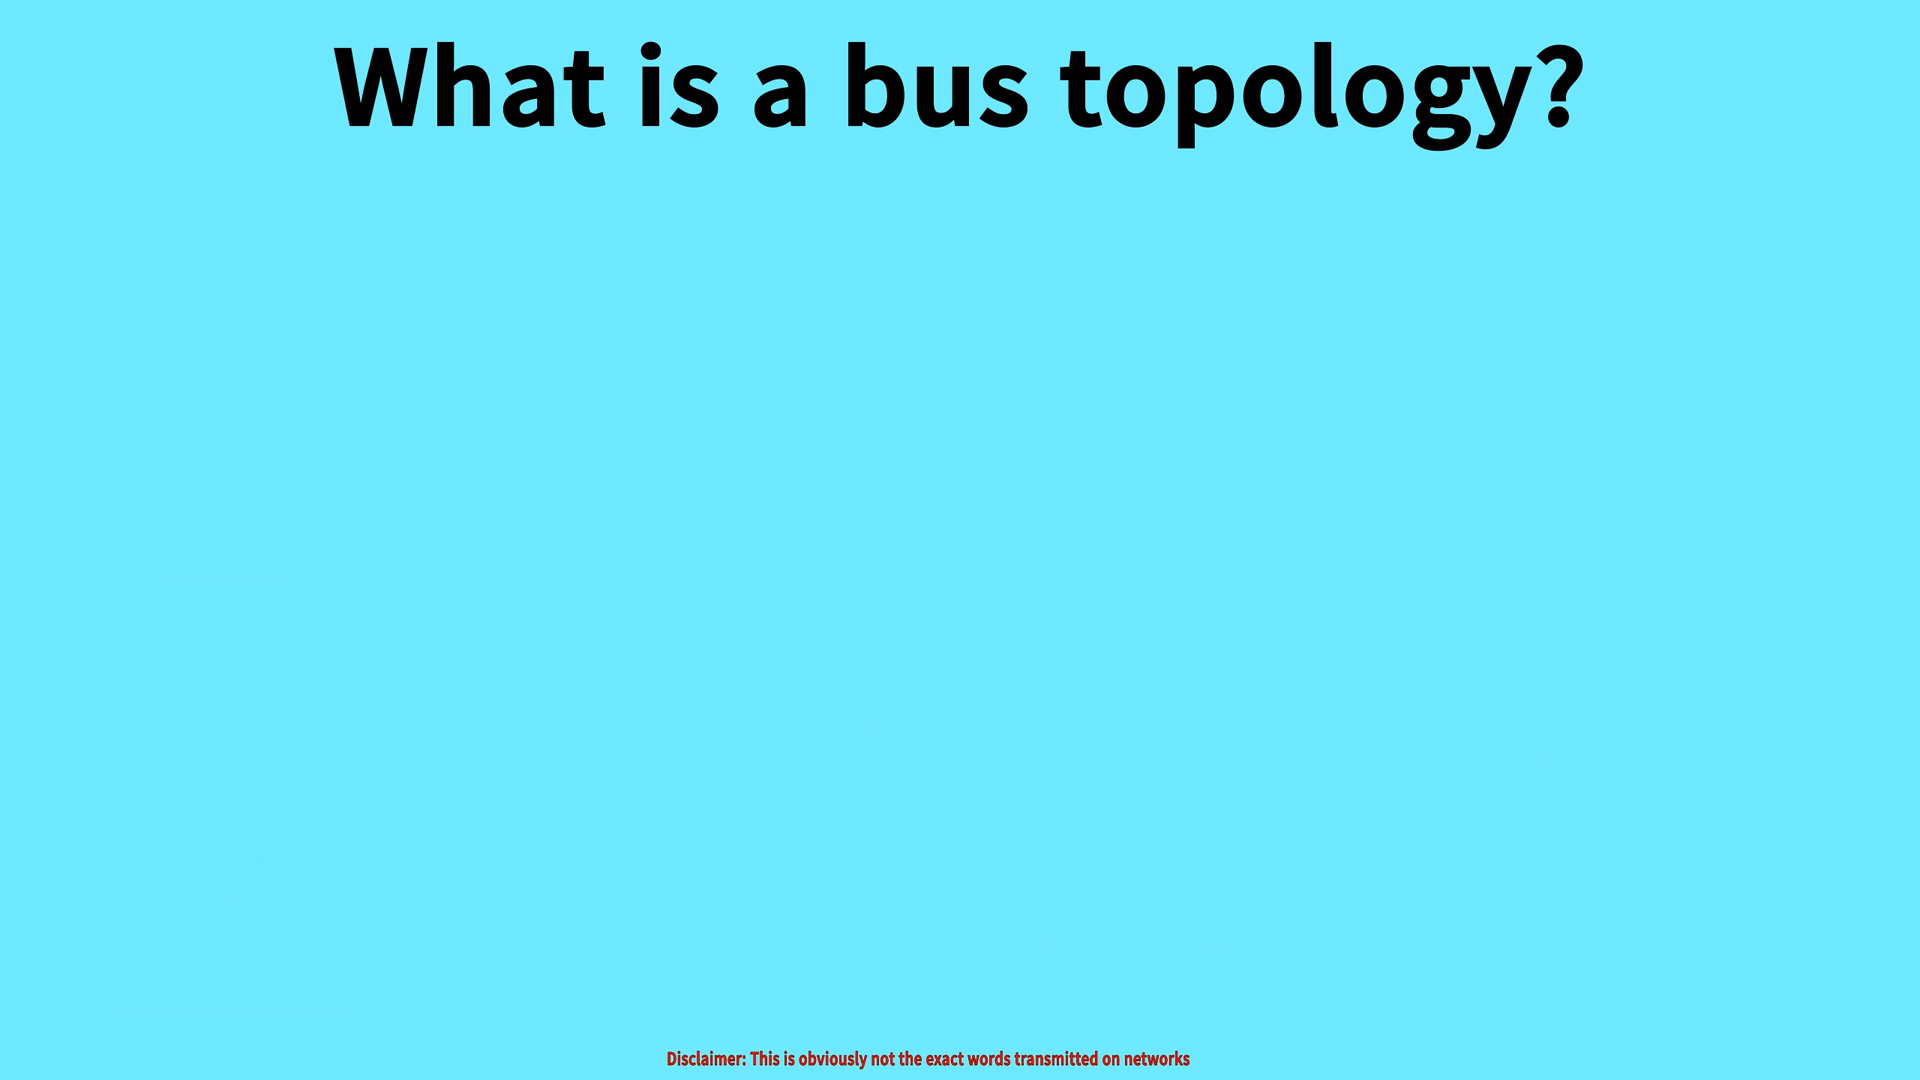 What is a bus topology?
Disclaimer: This is obviously not the exact words transmitted on networks